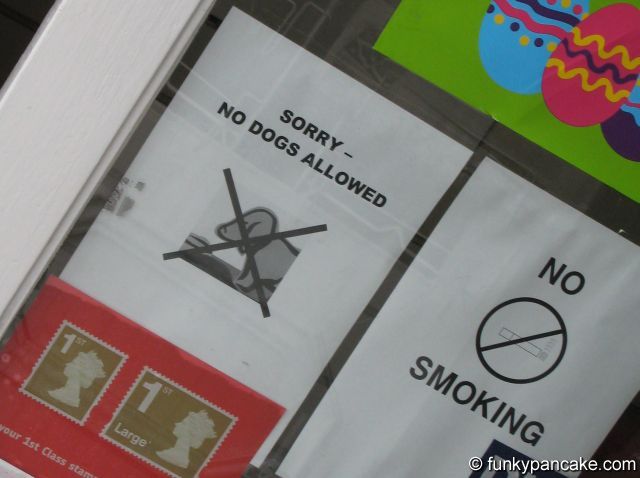 SORRY –
NO DOGS ALLOWED
NO
SMOKING
1ST
1ST
Large
your 1st Class stam
© funkypancake.com